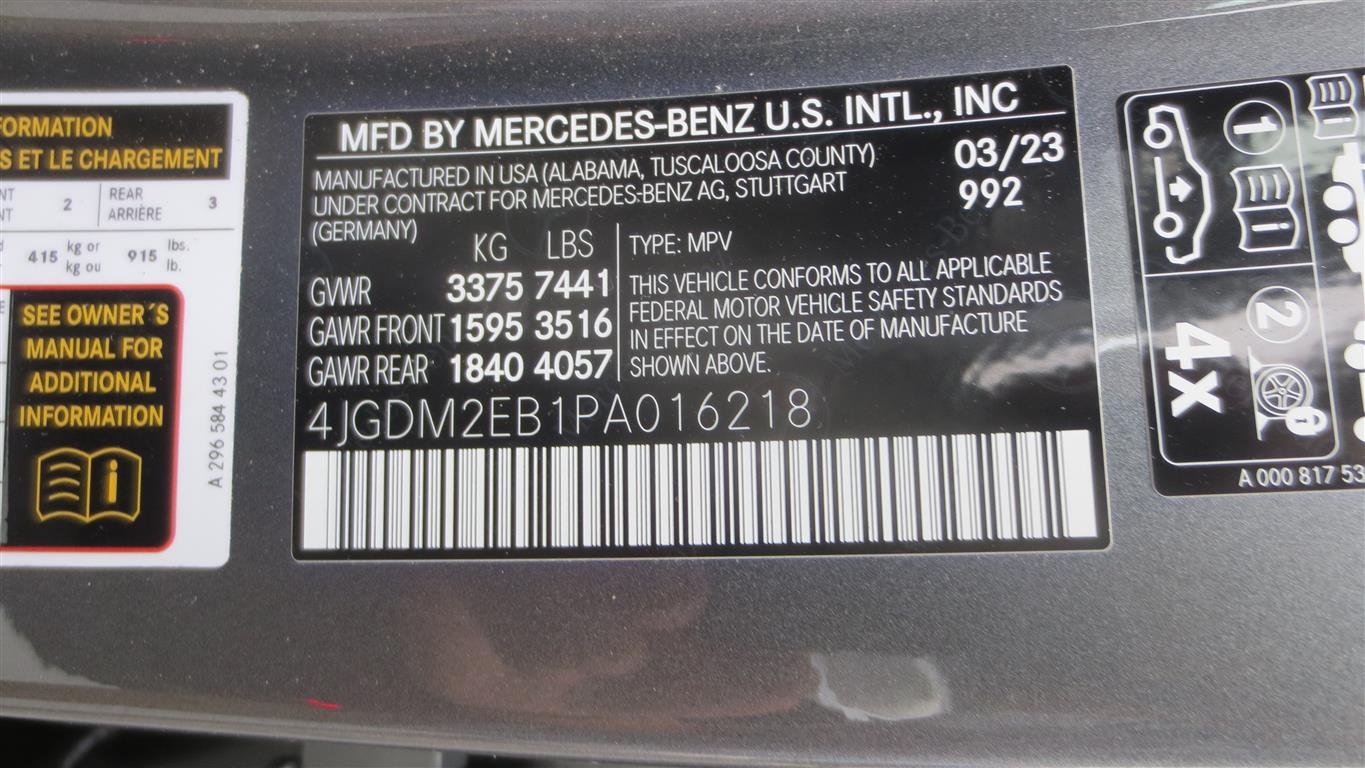 FORMATION
S ET LE CHARGEMENT
NT
NT
2
REAR
ARRIÈRE
3
415
kg or
kg ou
915
lbs.
lb.
SEE OWNER´S
MANUAL FOR
ADDITIONAL
INFORMATION
i
A 296 584 43 01
MFD BY MERCEDES-BENZ U.S. INTL., INC
MANUFACTURED IN USA (ALABAMA, TUSCALOOSA COUNTY) 03/23
UNDER CONTRACT FOR MERCEDES-BENZ AG, STUTTGART 992
(GERMANY)
KG LBS
GVWR 3375 7441
GAWR FRONT 1595 3516
GAWR REAR 1840 4057
TYPE: MPV
THIS VEHICLE CONFORMS TO ALL APPLICABLE
FEDERAL MOTOR VEHICLE SAFETY STANDARDS
IN EFFECT ON THE DATE OF MANUFACTURE
SHOWN ABOVE.
4JGDM2EB1PA016218
1
i
2
4x
A 000 817 53